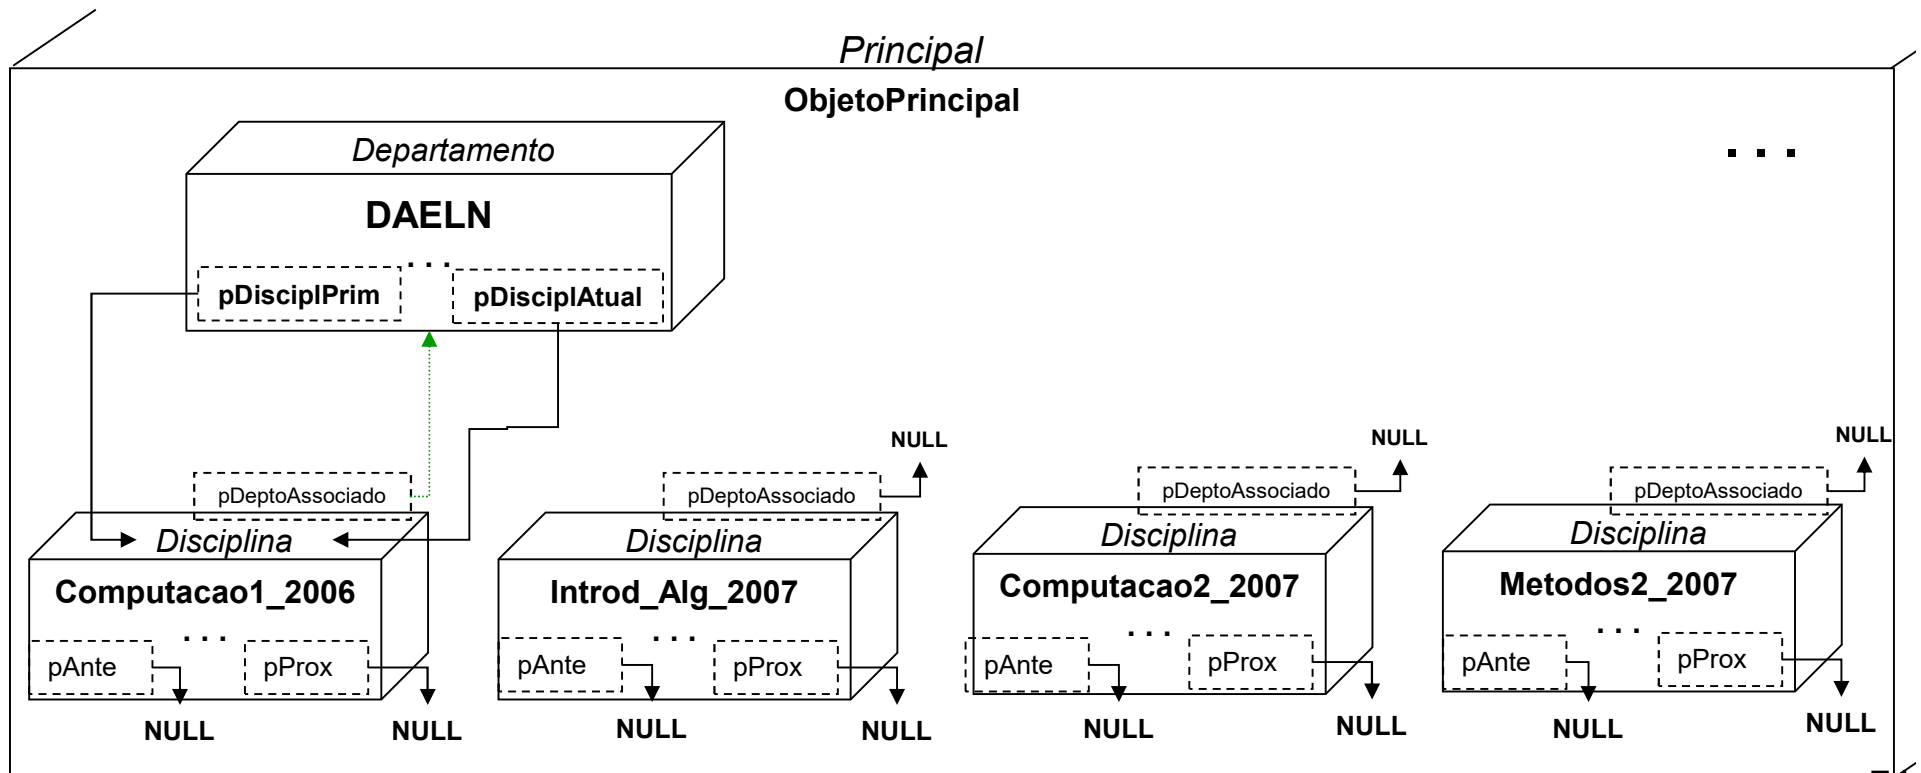 Principal
ObjetoPrincipal
Departamento
. . .
DAELN
. . .
pDisciplPrim
pDisciplAtual
NULL
NULL
NULL
pDeptoAssociado
pDeptoAssociado
pDeptoAssociado
pDeptoAssociado
Disciplina
Disciplina
Disciplina
Disciplina
Computacao1_2006
Introd_Alg_2007
Computacao2_2007
Metodos2_2007
. . .
. . .
. . .
. . .
pAnte
pProx
pAnte
pProx
pAnte
pProx
pAnte
pProx
NULL
NULL
NULL
NULL
NULL
NULL
NULL
NULL